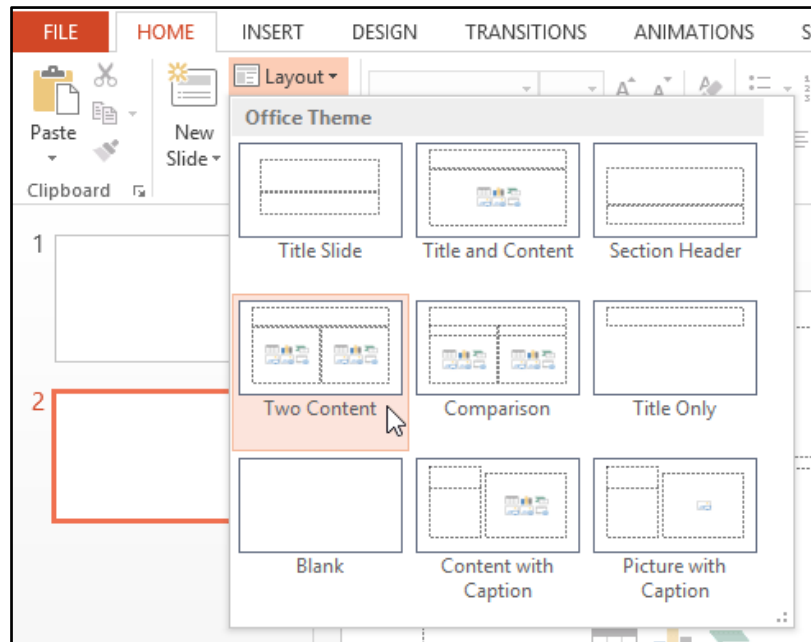 FILE HOME INSERT DESIGN TRANSITIONS ANIMATIONS S
Layout
Paste
New
Slide
Clipboard
Office Theme
Title Slide Title and Content Section Header
Two Content Comparison Title Only
Blank Content with Caption Picture with Caption
1
2